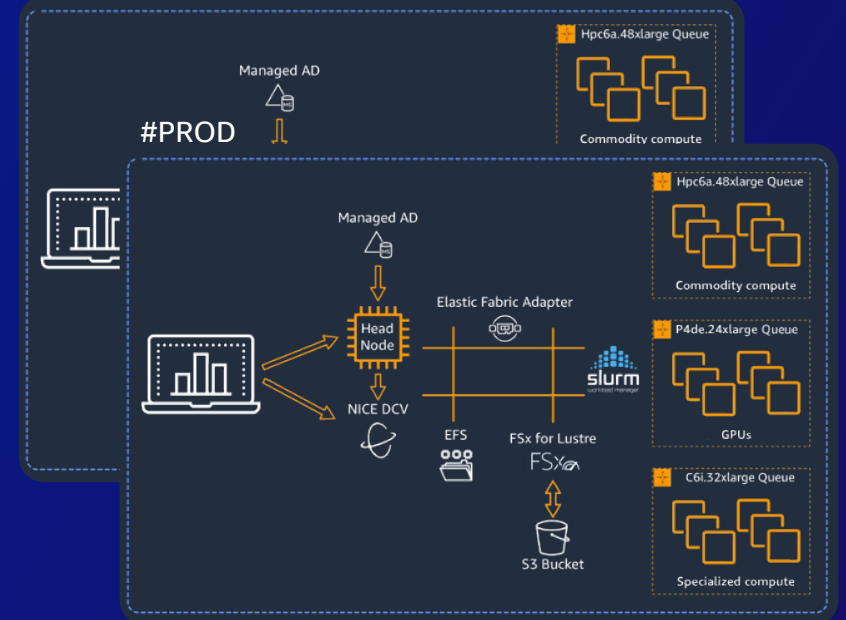 Hpc6a.48xlarge Queue
Managed AD
Commodity compute
#PROD
Hpc6a.48xlarge Queue
Managed AD
Commodity compute
Elastic Fabric Adapter
Head
Node
P4de.24xlarge Queue
slurm
workload manager
NICE DCV
EFS
FSx for Lustre
GPUs
FSx
C6i.32xlarge Queue
S3 Bucket
Specialized compute